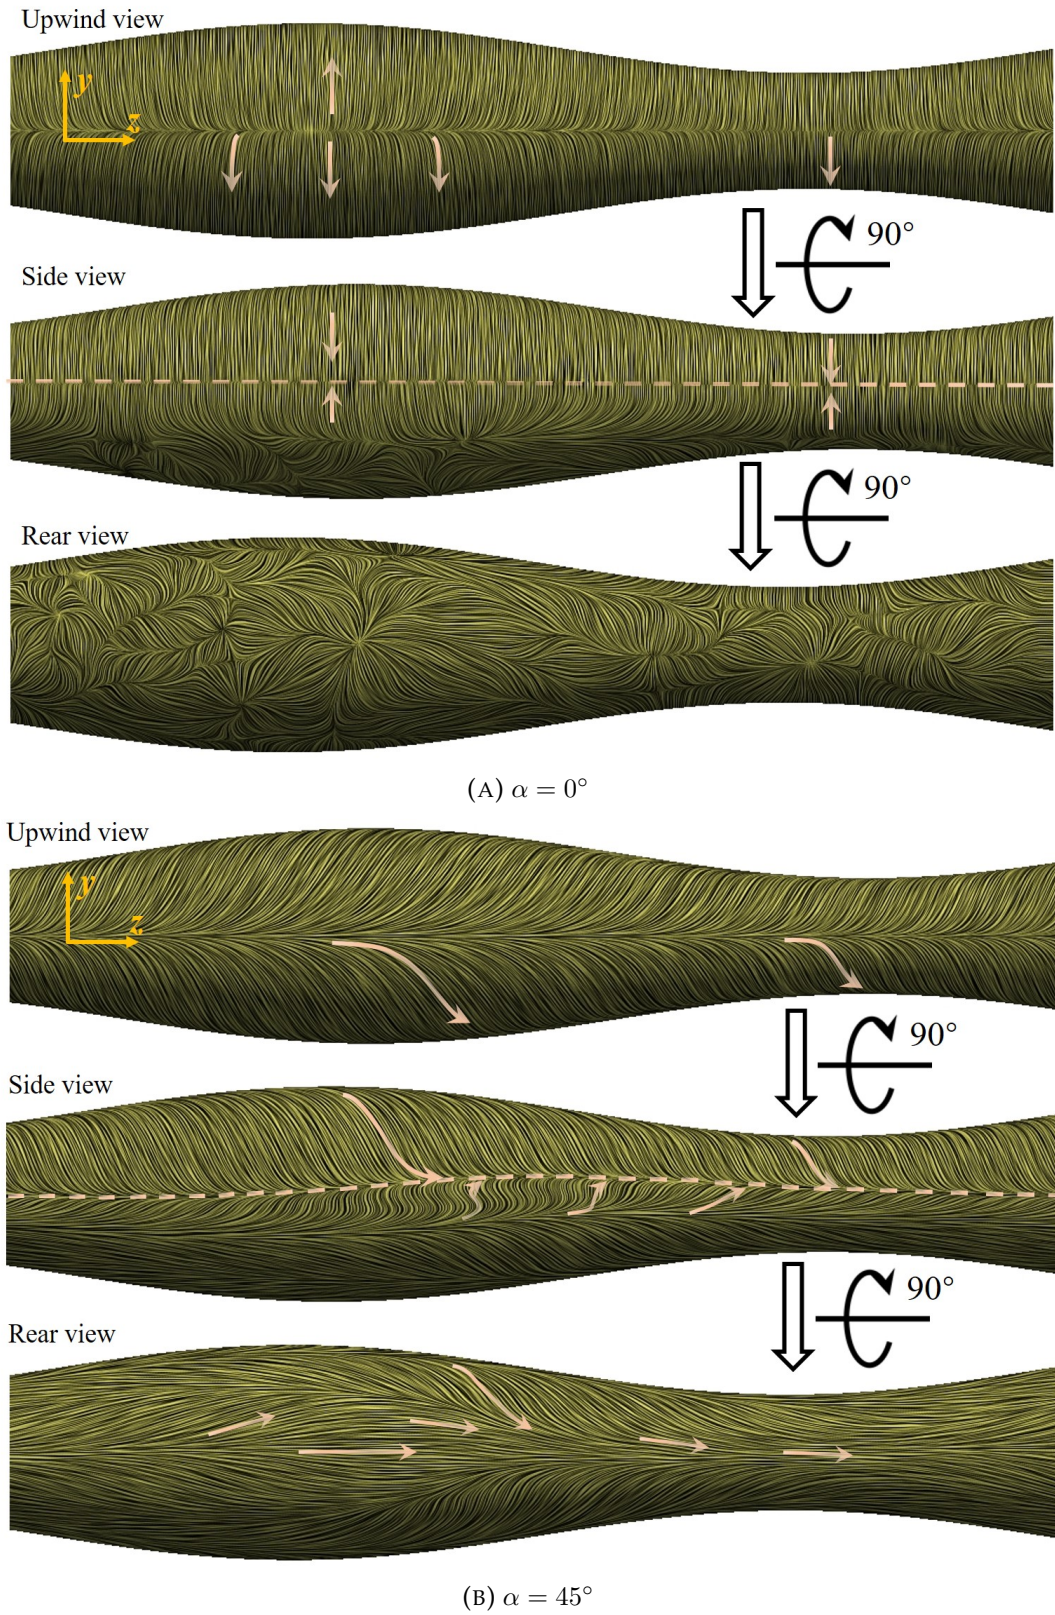 Upwind view
y
z
90°
Side view
90°
Rear view
(A) α = 0°
Upwind view
y
z
90°
Side view
90°
Rear view
(B) α = 45°